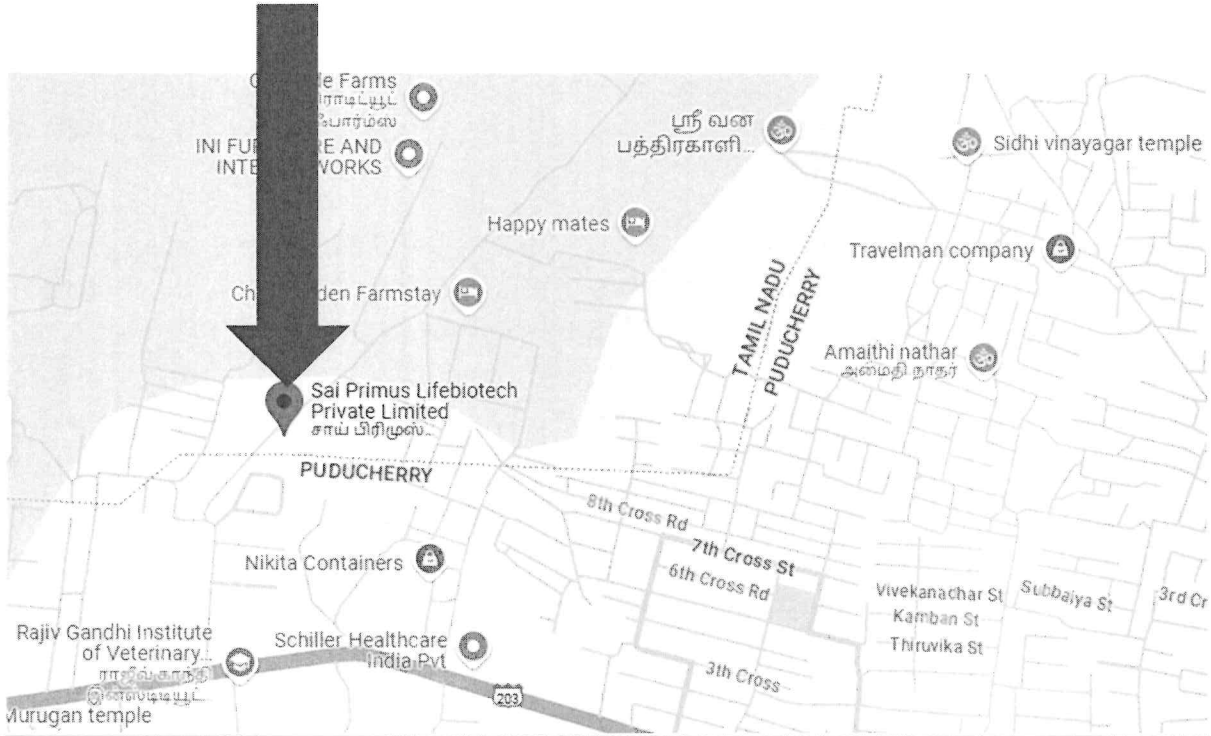 de Farms
INI FU RE AND
INTE WORKS
ஸ்ரீ வன
பத்திரகாளி...
Sidhi vinayagar temple
Happy mates
Travelman company
den Farmstay
TAMIL NADU
PUDUCHERRY
Amaithi nathar
அமைதி நாதர்
Sai Primus Lifebiotech
Private Limited
சாய் பிரிமுஸ்...
PUDUCHERRY
8th Cross Rd
7th Cross St
6th Cross Rd
Nikita Containers
Vivekanachar St
Subbaiya St
3rd Cr
Kamban St
Thiruvika St
Rajiv Gandhi Institute
of Veterinary...
ராஜீவ் காந்தி
இன்ஸ்டிடியூட்...
Schiller Healthcare
India Pvt
3th Cross
203
Murugan temple